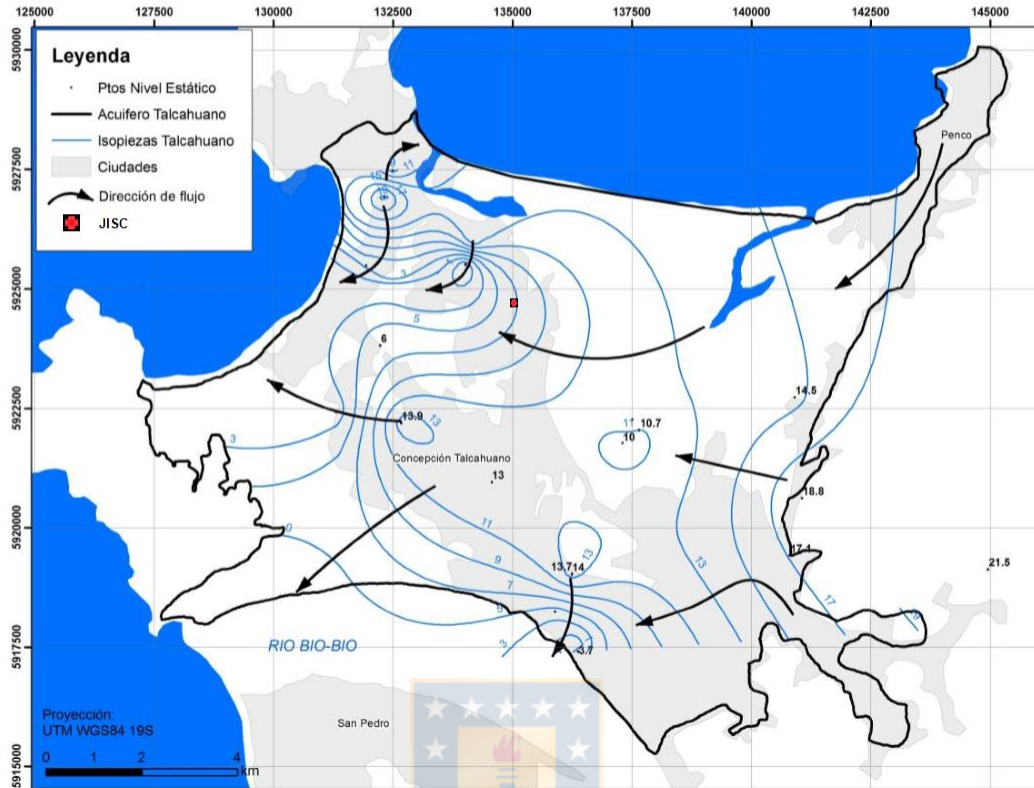 125000 127500 130000 132500 135000 137500 140000 142500 145000
5930000
5927500
5925000
5922500
5920000
5917500
5915000
Leyenda
Ptos Nivel Estático
Acuifero Talcahuano
Isopiezas Talcahuano
Ciudades
Dirección de flujo
JISC
Penco
15
11
3
5
6
14.5
13.9
13
11
10.7
10
3
Concepción Talcahuano
13
18.8
11
0
13
17.1
9
13.714
13
21.5
7
5
17
3
3.7
RIO BIO-BIO
San Pedro
Proyección:
UTM WGS84 19S
0 1 2 4
km